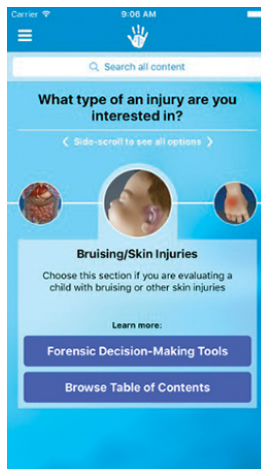 Carrier 9:06 AM
Search all content
What type of an injury are you
interested in?
Side-scroll to see all options
Bruising/Skin Injuries
Choose this section if you are evaluating a
child with bruising or other skin injuries
Learn more:
Forensic Decision-Making Tools
Browse Table of Contents